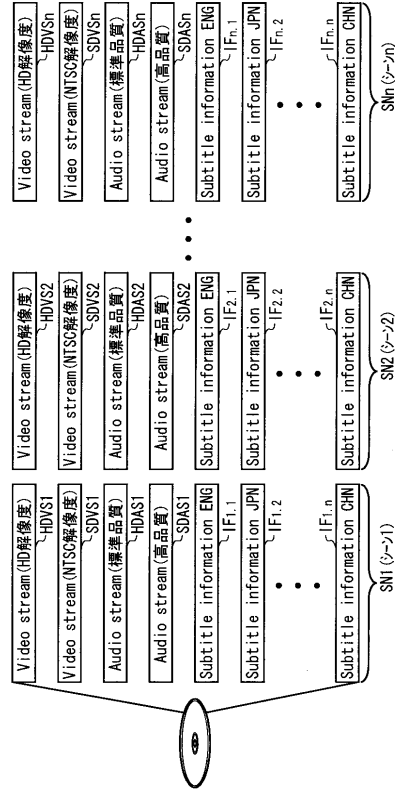 Video stream(HD解像度)
HDVS1
Video stream(NTSC解像度)
SDVS1
Audio stream(標準品質)
HDAS1
Audio stream(高品質)
SDAS1
Subtitle information ENG
IF1.1
Subtitle information JPN
IF1.2
IF1.n
Subtitle information CHN
SN1(シーン1)
Video stream(HD解像度)
HDVS2
Video stream(NTSC解像度)
SDVS2
Audio stream(標準品質)
HDAS2
Audio stream(高品質)
SDAS2
Subtitle information ENG
IF2.1
Subtitle information JPN
IF2.2
IF2.n
Subtitle information CHN
SN2(シーン2)
Video stream(HD解像度)
HDVSn
Video stream(NTSC解像度)
SDVSn
Audio stream(標準品質)
HDASn
Audio stream(高品質)
SDASn
Subtitle information ENG
IFn.1
Subtitle information JPN
IFn.2
IFn.n
Subtitle information CHN
SNn(シーンn)